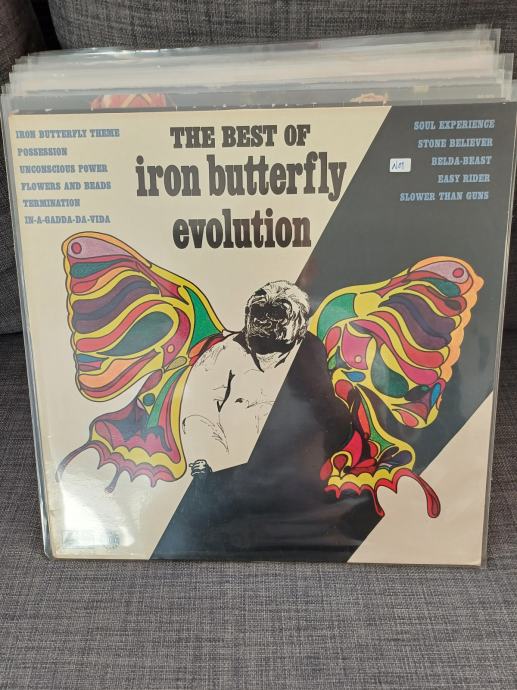 THE BEST OF
iron butterfly
evolution
IRON BUTTERFLY THEME
POSSESSION
UNCONSCIOUS POWER
FLOWERS AND BEADS
TERMINATION
IN-A-GADDA-DA-VIDA
SOUL EXPERIENCE
STONE BELIEVER
BELDA-BEAST
EASY RIDER
SLOWER THAN GUNS